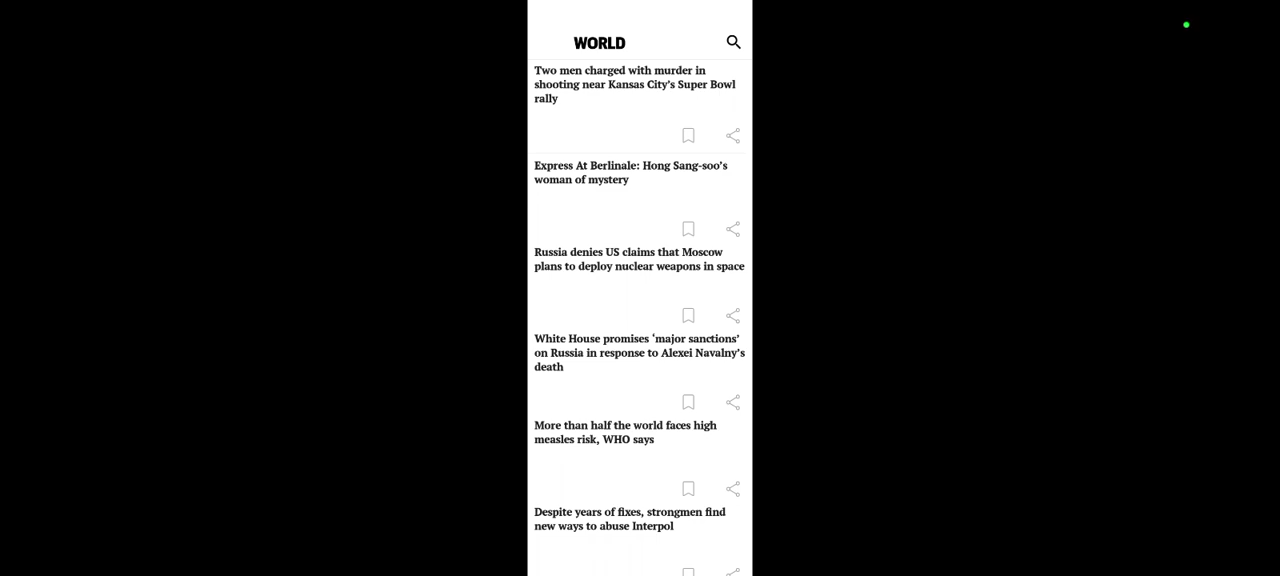 WORLD
Two men charged with murder in
shooting near Kansas City's Super Bowl
rally
Express At Berlinale: Hong Sang-soo's
woman of mystery
Russia denies US claims that Moscow
plans to deploy nuclear weapons in space
White House promises ‘major sanctions’
on Russia in response to Alexei Navalny’s
death
More than half the world faces high
measles risk, WHO says
Despite years of fixes, strongmen find
new ways to abuse Interpol